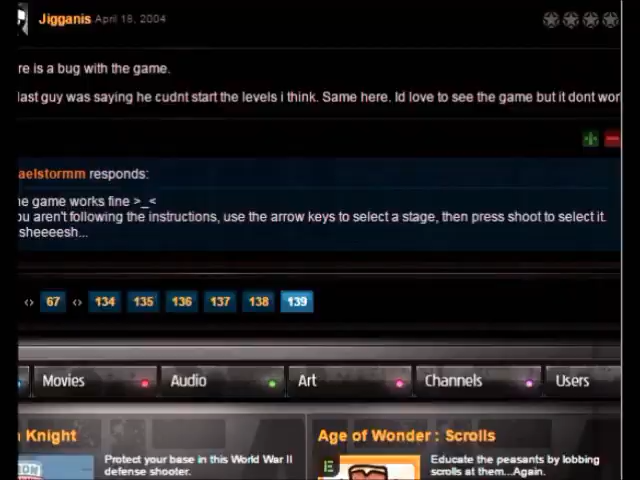 Jigganis April 18, 2004
re is a bug with the game.
last guy was saying he cudnt start the levels i think. Same here. Id love to see the game but it dont wor
aelstormm responds:
e game works fine >_<
u aren't following the instructions, use the arrow keys to select a stage, then press shoot to select it.
sheeeesh...
<> 67 <> 134 135 136 137 138 139
Movies Audio Art Channels Users
Knight Age of Wonder : Scrolls
Protect your base in this World War II
defense shooter.
E Educate the peasants by lobbing
scrolls at them...Again.